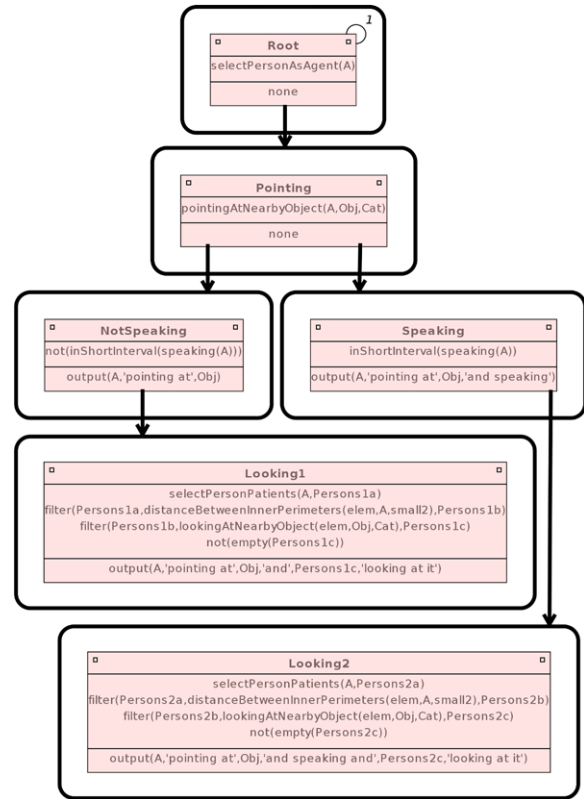 1
Root
selectPersonAsAgent(A)
none
Pointing
pointingAtNearbyObject(A,Obj,Cat)
none
NotSpeaking
not(inShortInterval(speaking(A)))
output(A,'pointing at',Obj)
Speaking
inShortInterval(speaking(A))
output(A,'pointing at',Obj,'and speaking')
Looking1
selectPersonPatients(A,Persons1a)
filter(Persons1a,distanceBetweenInnerPerimeters(elem,A,small2),Persons1b)
filter(Persons1b,lookingAtNearbyObject(elem,Obj,Cat),Persons1c)
not(empty(Persons1c))
output(A,'pointing at',Obj,'and',Persons1c,'looking at it')
Looking2
selectPersonPatients(A,Persons2a)
filter(Persons2a,distanceBetweenInnerPerimeters(elem,A,small2),Persons2b)
filter(Persons2b,lookingAtNearbyObject(elem,Obj,Cat),Persons2c)
not(empty(Persons2c))
output(A,'pointing at',Obj,'and speaking and',Persons2c,'looking at it')